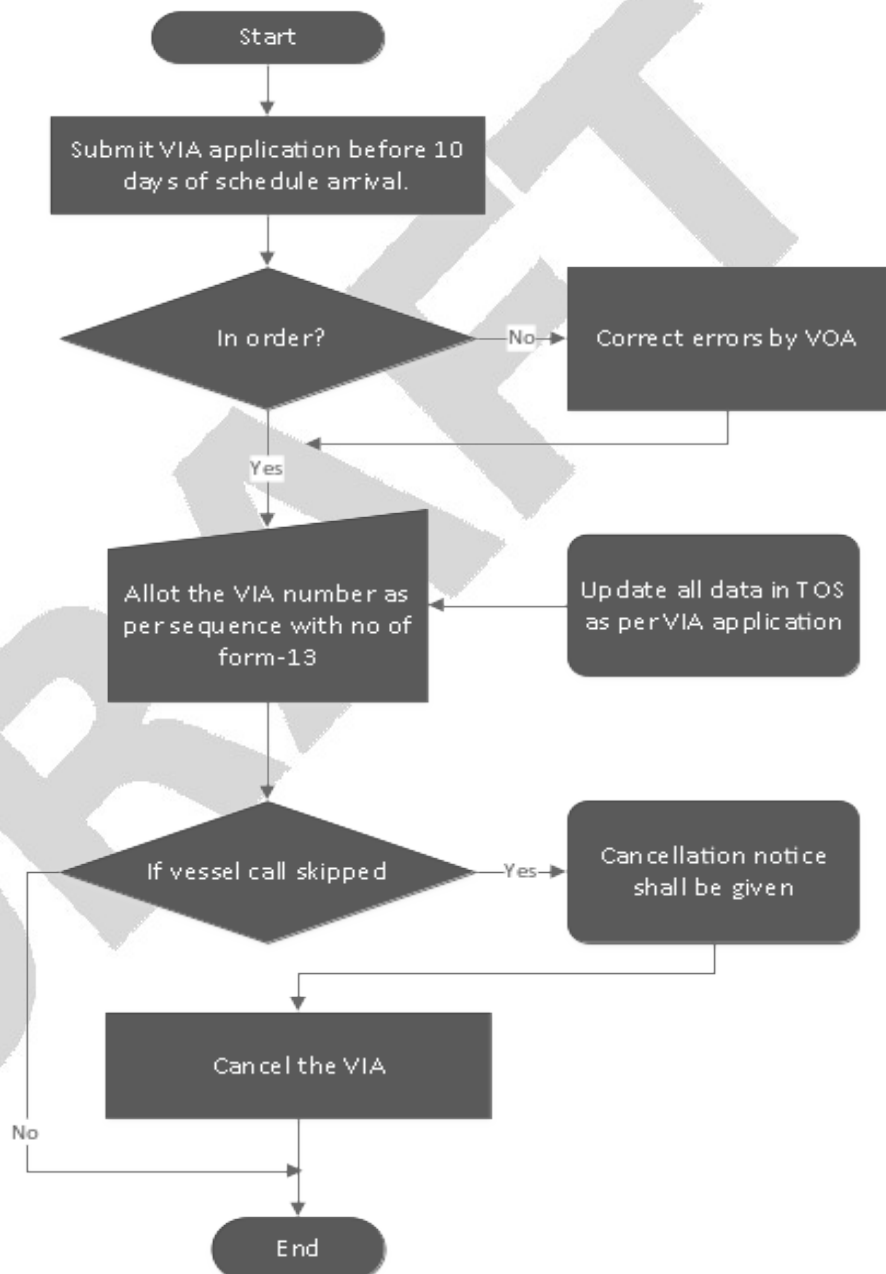 Start
Submit VIA application before 10
days of schedule arrival.
In order?
No
Correct errors by VOA
Yes
Allot the VIA number as
per sequence with no of
form-13
Update all data in TOS
as per VIA application
If vessel call skipped
Yes
Cancellation notice
shall be given
Cancel the VIA
No
End
DRAFT